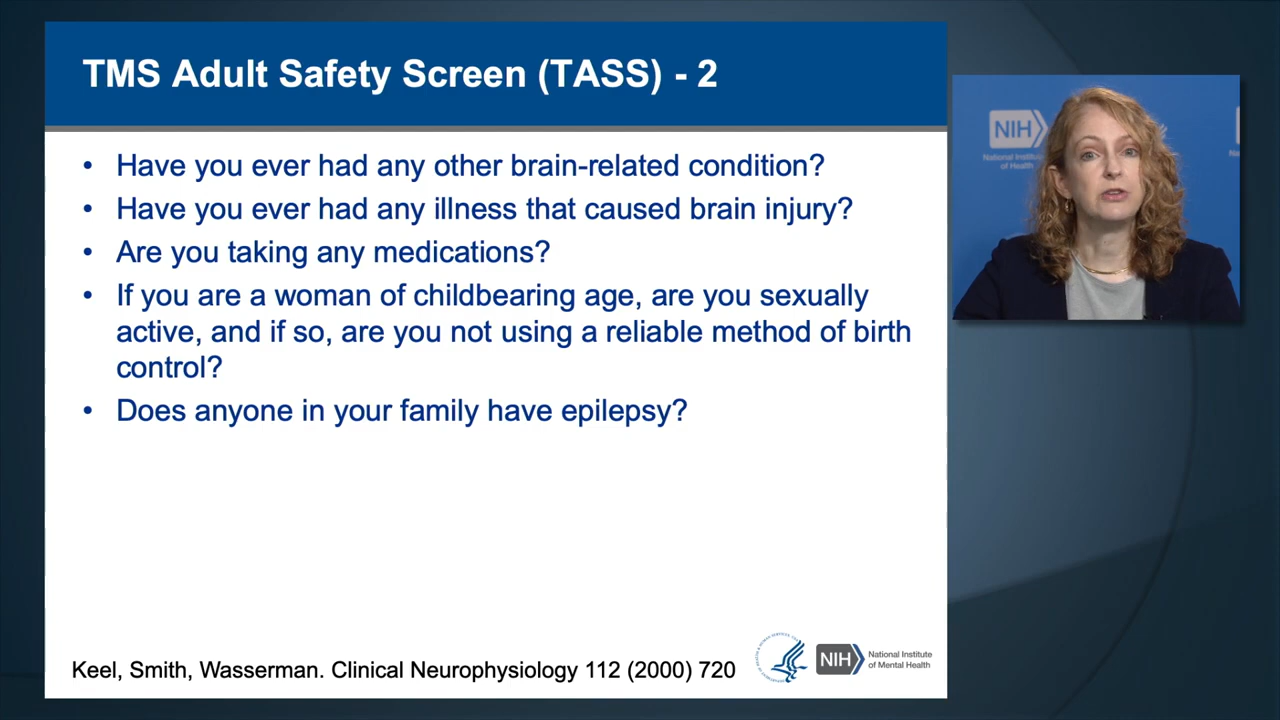 TMS Adult Safety Screen (TASS) - 2
• Have you ever had any other brain-related condition?
• Have you ever had any illness that caused brain injury?
• Are you taking any medications?
• If you are a woman of childbearing age, are you sexually
active, and if so, are you not using a reliable method of birth
control?
• Does anyone in your family have epilepsy?
Keel, Smith, Wasserman. Clinical Neurophysiology 112 (2000) 720
NIH
National Institute
of Mental Health
NIH
National Institu
of Health